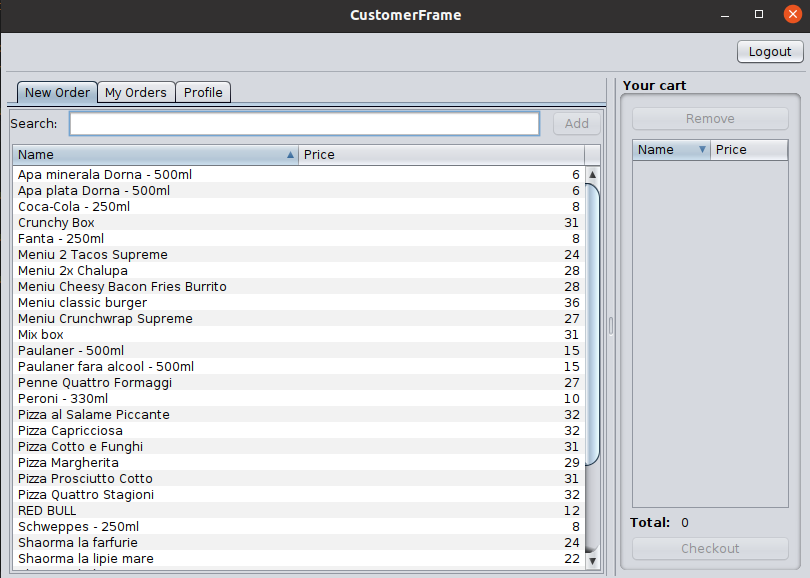 CustomerFrame
Logout
New Order My Orders Profile
Your cart
Search: Add
Remove
Name Price
Name Price
Apa minerala Dorna - 500ml 6
Apa plata Dorna - 500ml 6
Coca-Cola - 250ml 8
Crunchy Box 31
Fanta - 250ml 8
Meniu 2 Tacos Supreme 24
Meniu 2x Chalupa 28
Meniu Cheesy Bacon Fries Burrito 28
Meniu classic burger 36
Meniu Crunchwrap Supreme 27
Mix box 31
Paulaner - 500ml 15
Paulaner fara alcool - 500ml 15
Penne Quattro Formaggi 27
Peroni - 330ml 10
Pizza al Salame Piccante 32
Pizza Capricciosa 32
Pizza Cotto e Funghi 31
Pizza Margherita 29
Pizza Prosciutto Cotto 31
Pizza Quattro Stagioni 32
RED BULL 12
Schweppes - 250ml 8
Shaorma la farfurie 24
Shaorma la lipie mare 22
Total: 0
Checkout